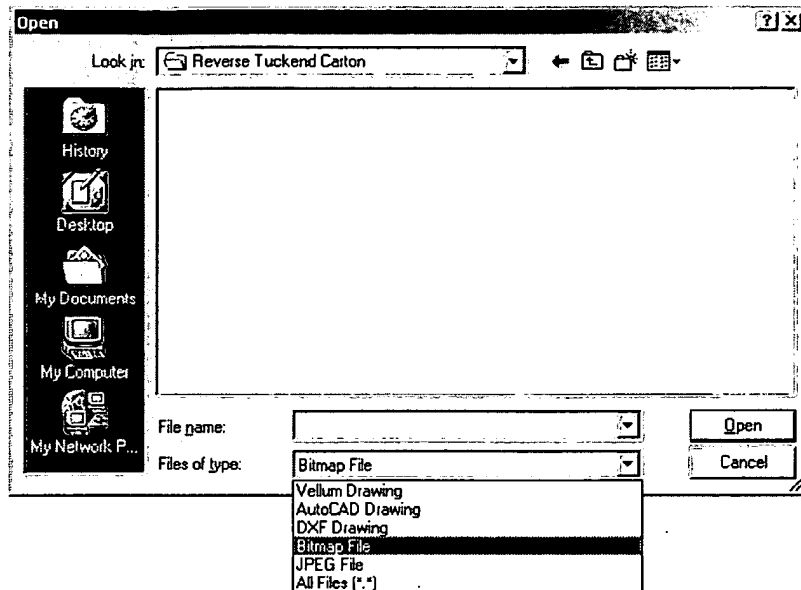 Open
Look in: Reverse Tuckend Carton
History
Desktop
My Documents
My Computer
My Network P...
File name:
Open
Files of type: Bitmap File
Cancel
Vellum Drawing
AutoCAD Drawing
DXF Drawing
Bitmap File
JPEG File
All Files (*.*)